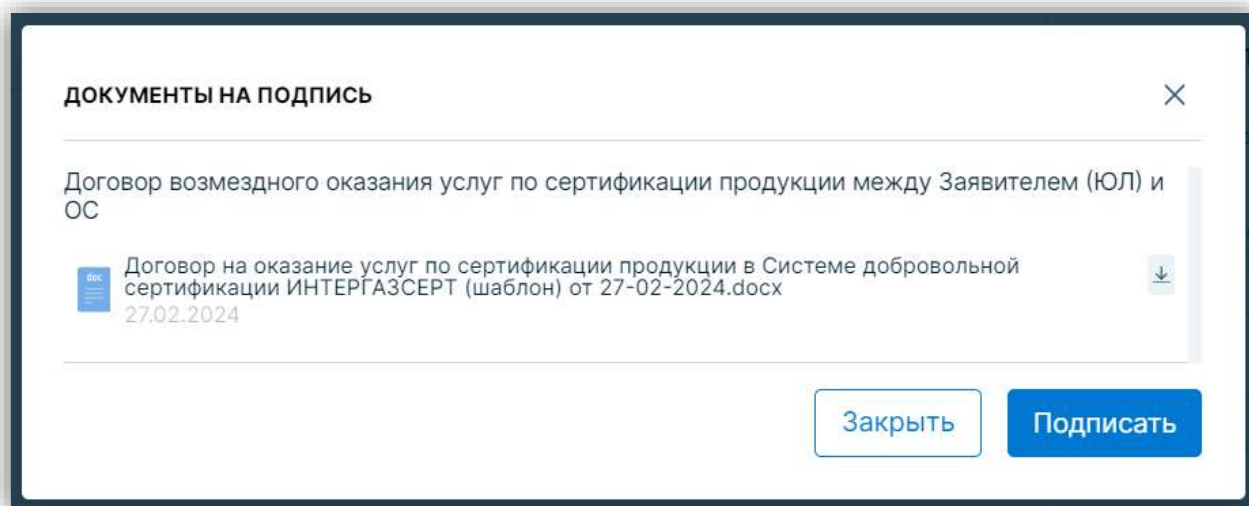 ДОКУМЕНТЫ НА ПОДПИСЬ
Договор возмездного оказания услуг по сертификации продукции между Заявителем (ЮЛ) и
ОС
doc
Договор на оказание услуг по сертификации продукции в Системе добровольной
сертификации ИНТЕРГАЗСЕРТ (шаблон) от 27-02-2024.docx
27.02.2024
Закрыть
Подписать